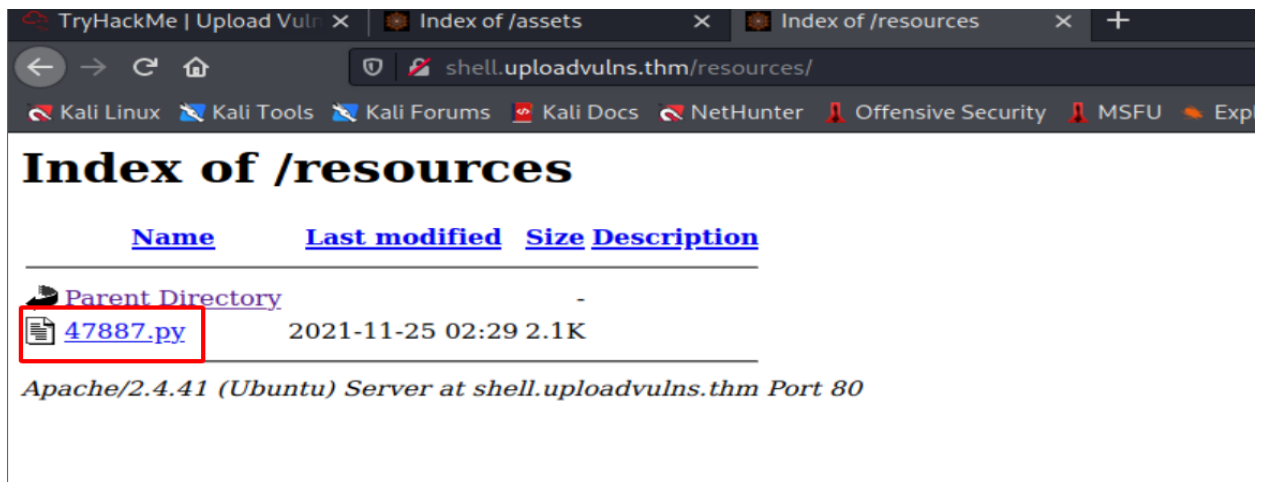 TryHackMe | Upload Vuln
Index of /assets
Index of /resources
shell.uploadvulns.thm/resources/
Kali Linux Kali Tools Kali Forums Kali Docs NetHunter Offensive Security MSFU Expl
Index of /resources
Name Last modified Size Description
Parent Directory -
47887.py 2021-11-25 02:29 2.1K
Apache/2.4.41 (Ubuntu) Server at shell.uploadvulns.thm Port 80